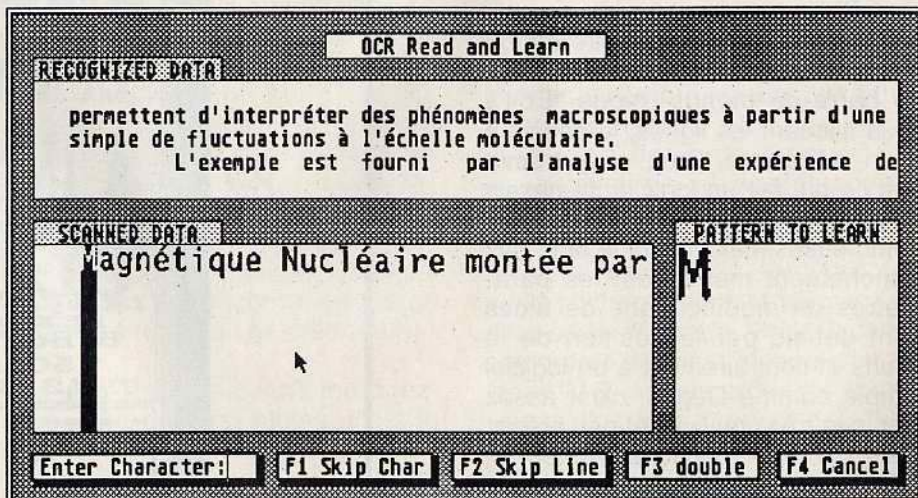 OCR Read and Learn
RECOGNIZED DATA
permettent d'interpréter des phénomènes macroscopiques à partir d'une
simple de fluctuations à l'échelle moléculaire.
L'exemple est fourni par l'analyse d'une expérience de
SCANNED DATA
PATTERN TO LEARN
Magnétique Nucléaire montée par
M
Enter Character:
F1 Skip Char
F2 Skip Line
F3 double
F4 Cancel